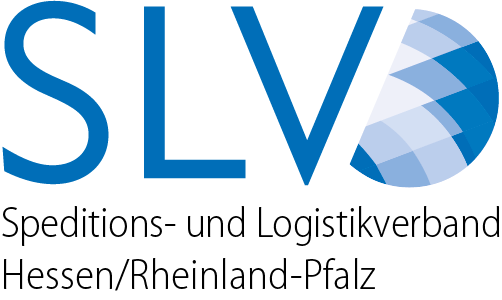 SLV
Speditions- und Logistikverband
Hessen/Rheinland-Pfalz